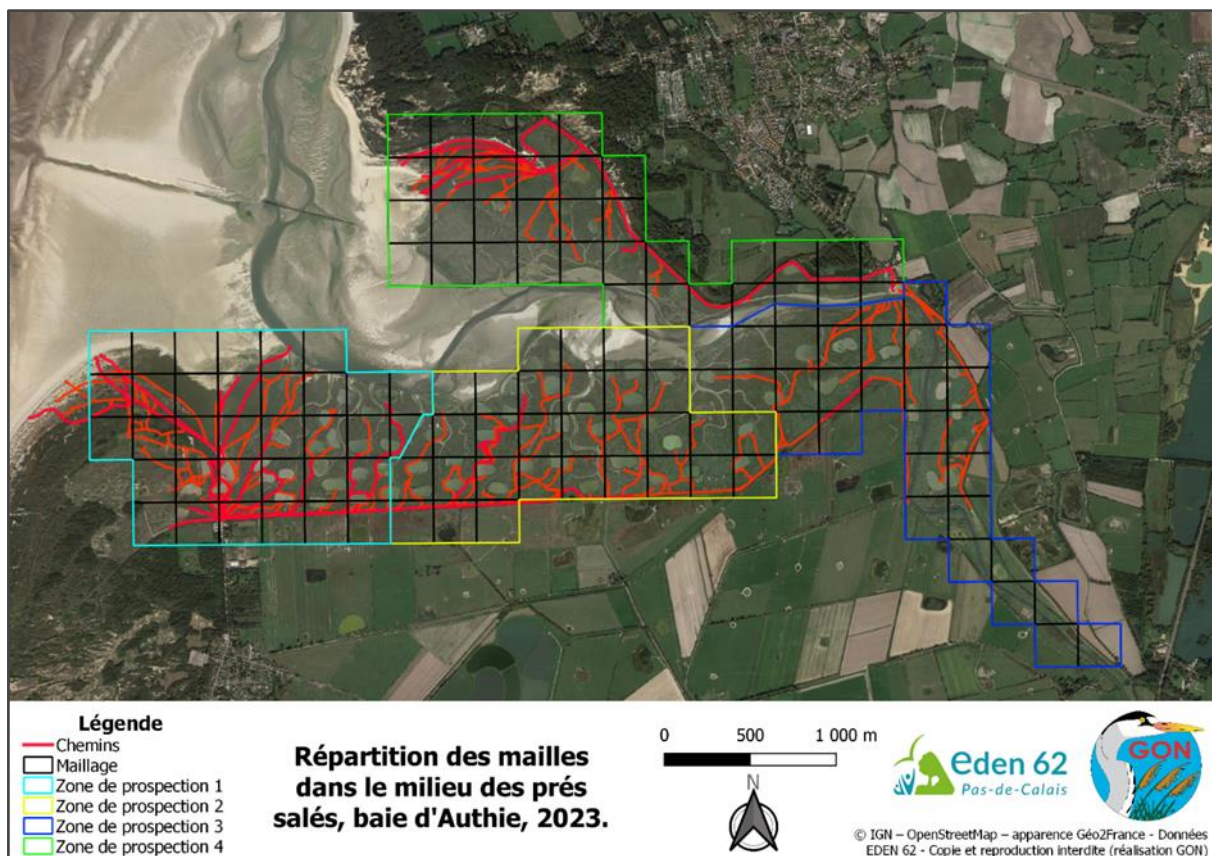 Légende
Chemins
Maillage
Zone de prospection 1
Zone de prospection 2
Zone de prospection 3
Zone de prospection 4
Répartition des mailles
dans le milieu des prés
salés, baie d'Authie, 2023.
0 500 1 000 m
N
eden 62
Pas-de-Calais
GON
© IGN – OpenStreetMap – apparence Géo2France - Données
EDEN 62 - Copie et reproduction interdite (réalisation GON)